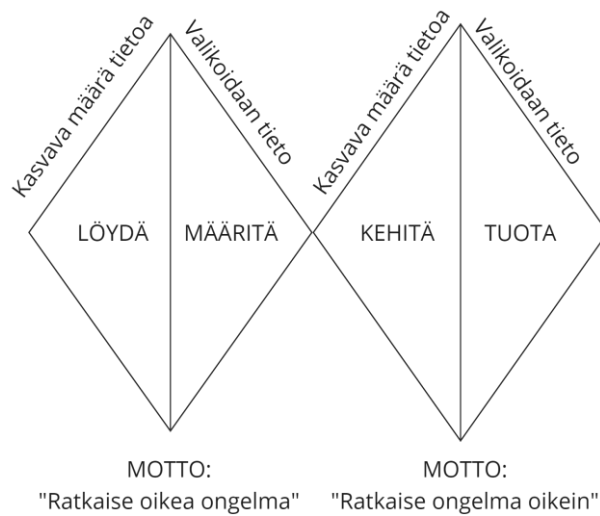 Kasvava määrä tietoa
Valikoidaan tieto
Kasvava määrä tietoa
Valikoidaan tieto
LÖYDÄ
MÄÄRITÄ
KEHITÄ
TUOTA
MOTTO:
"Ratkaise oikea ongelma"
MOTTO:
"Ratkaise ongelma oikein"